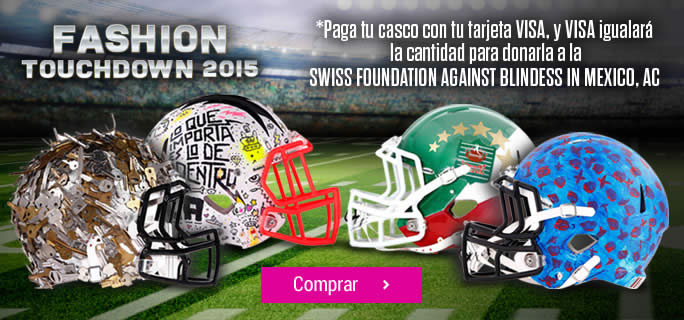 FASHION
TOUCHDOWN 2015
*Paga tu casco con tu tarjeta VISA, y VISA igualará
la cantidad para donarla a la
SWISS FOUNDATION AGAINST BLINDESS IN MEXICO, AC
LO QUE
IMPORTA
ES LO DE
DENTRO
Comprar >